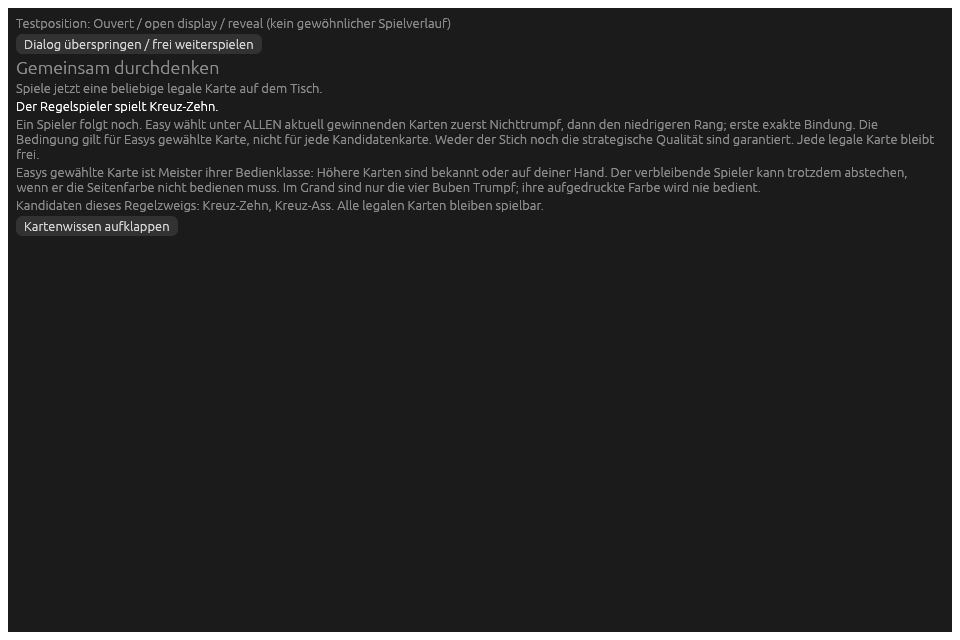 Testposition: Ouvert / open display / reveal (kein gewöhnlicher Spielverlauf)
Dialog überspringen / frei weiterspielen
Gemeinsam durchdenken
Spiele jetzt eine beliebige legale Karte auf dem Tisch.
Der Regelspieler spielt Kreuz-Zehn.
Ein Spieler folgt noch. Easy wählt unter ALLEN aktuell gewinnenden Karten zuerst Nichttrumpf, dann den niedrigeren Rang; erste exakte Bindung. Die
Bedingung gilt für Easys gewählte Karte, nicht für jede Kandidatenkarte. Weder der Stich noch die strategische Qualität sind garantiert. Jede legale Karte bleibt
frei.
Easys gewählte Karte ist Meister ihrer Bedienklasse: Höhere Karten sind bekannt oder auf deiner Hand. Der verbleibende Spieler kann trotzdem abstechen,
wenn er die Seitenfarbe nicht bedienen muss. Im Grand sind nur die vier Buben Trumpf; ihre aufgedruckte Farbe wird nie bedient.
Kandidaten dieses Regelzweigs: Kreuz-Zehn, Kreuz-Ass. Alle legalen Karten bleiben spielbar.
Kartenwissen aufklappen